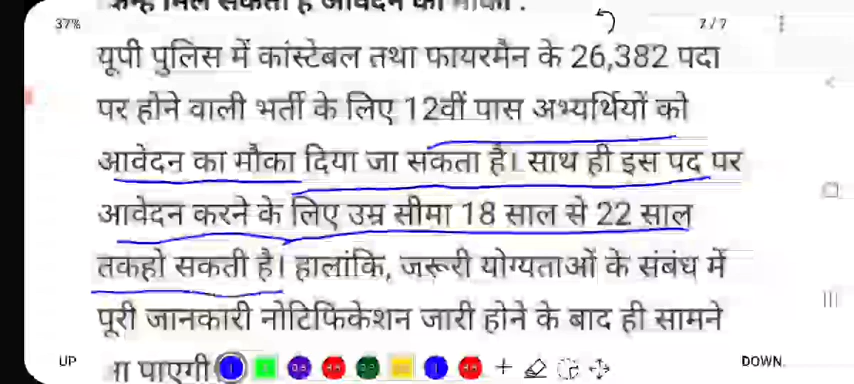 37%
7/7
यूपी पुलिस में कांस्टेबल तथा फायरमैन के 26,382 पदा
पर होने वाली भर्ती के लिए 12वीं पास अभ्यर्थियों को
आवेदन का मौका दिया जा सकता है। साथ ही इस पद पर
आवेदन करने के लिए उम्र सीमा 18 साल से 22 साल
तकहो सकती है। हालांकि, जरूरी योग्यताओं के संबंध में
पूरी जानकारी नोटिफिकेशन जारी होने के बाद ही सामने
पाएगी
UP
DOWN